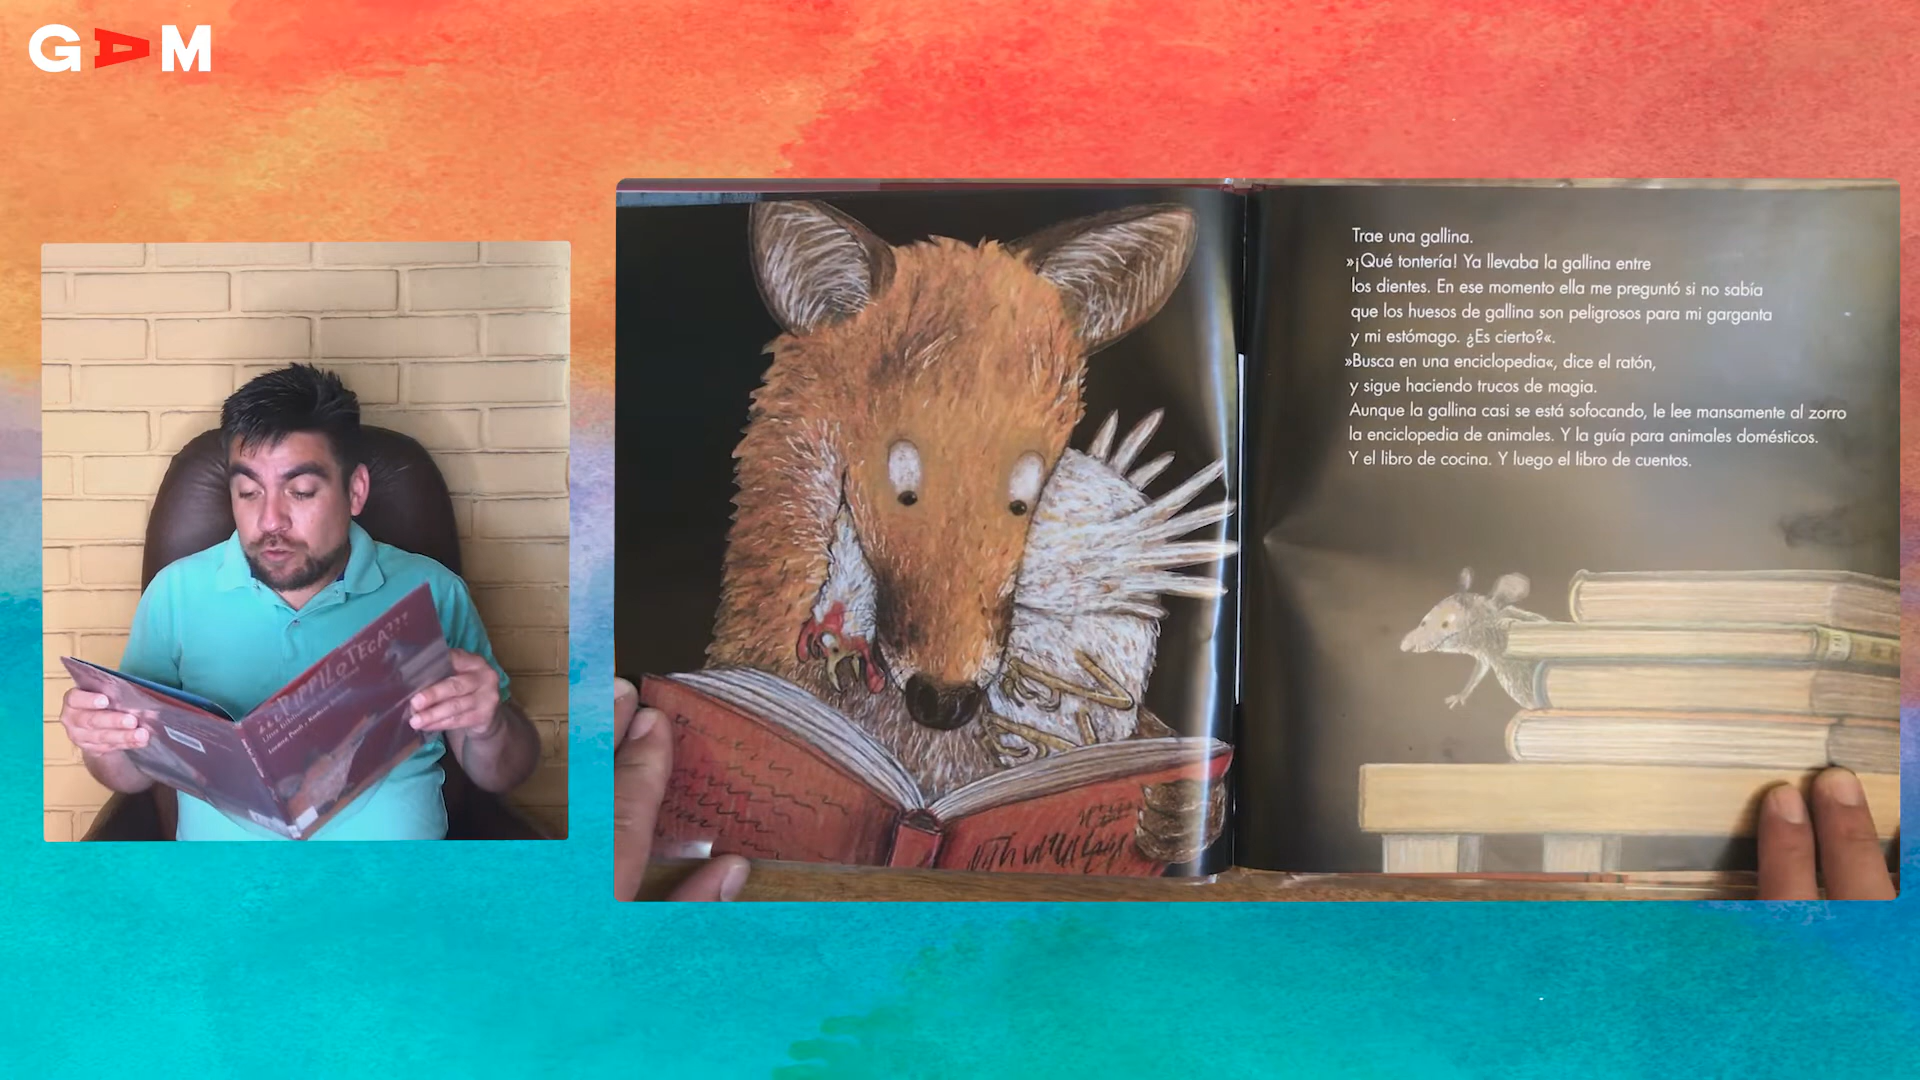 GAM
¿¿¿PIPPILOTECA???
Trae una gallina.
»¡Qué tontería! Ya llevaba la gallina entre
los dientes. En ese momento ella me preguntó si no sabía
que los huesos de gallina son peligrosos para mi garganta
y mi estómago. ¿Es cierto?«.
»Busca en una enciclopedia«, dice el ratón,
y sigue haciendo trucos de magia.
Aunque la gallina casi se está sofocando, le lee mansamente al zorro
la enciclopedia de animales. Y la guía para animales domésticos.
Y el libro de cocina. Y luego el libro de cuentos.